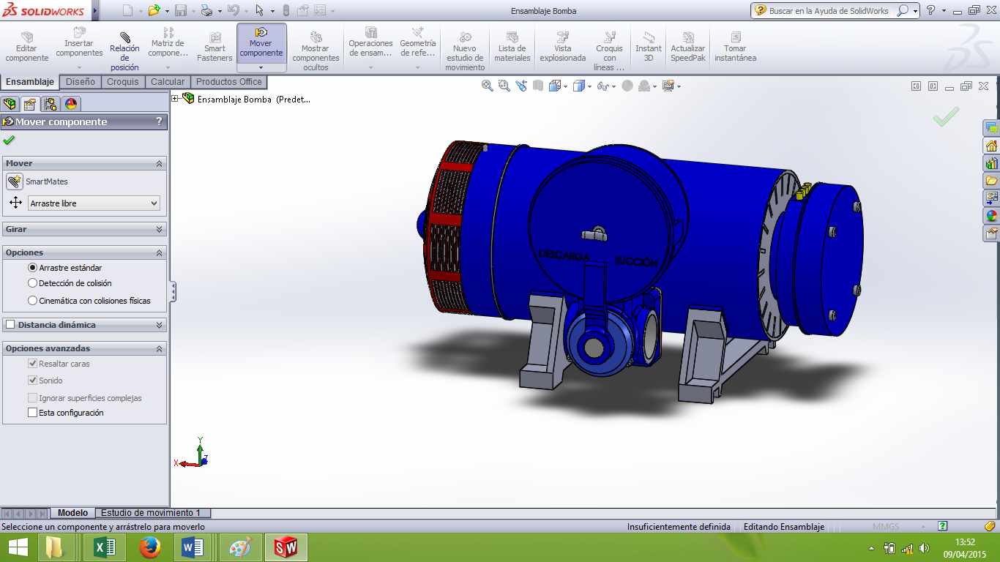 SOLIDWORKS
Ensamblaje Bomba
Buscar en la Ayuda de SolidWorks
?
Editar
componente
Insertar
componentes
Relación
de
posición
Matriz de
compone...
Smart
Fasteners
Mover
componente
Mostrar
componentes
ocultos
Operaciones
de ensam...
Geometría
de refe...
Nuevo
estudio de
movimiento
Lista de
materiales
Vista
explosionada
Croquis
con
líneas ...
Instant
3D
Actualizar
SpeedPak
Tomar
instantánea
Ensamblaje
Diseño
Croquis
Calcular
Productos Office
Ensamblaje Bomba (Predet...
Mover componente
?
Mover
SmartMates
Arrastre libre
Girar
Opciones
Arrastre estándar
Detección de colisión
Cinemática con colisiones físicas
Distancia dinámica
Opciones avanzadas
Resaltar caras
Sonido
Ignorar superficies complejas
Esta configuración
DESCARGA
SUCCIÓN
Y
X
Z
Modelo
Estudio de movimiento 1
Seleccione un componente y arrástrelo para moverlo
Insuficientemente definida
Editando Ensamblaje
MMGS
?
13:52
09/04/2015